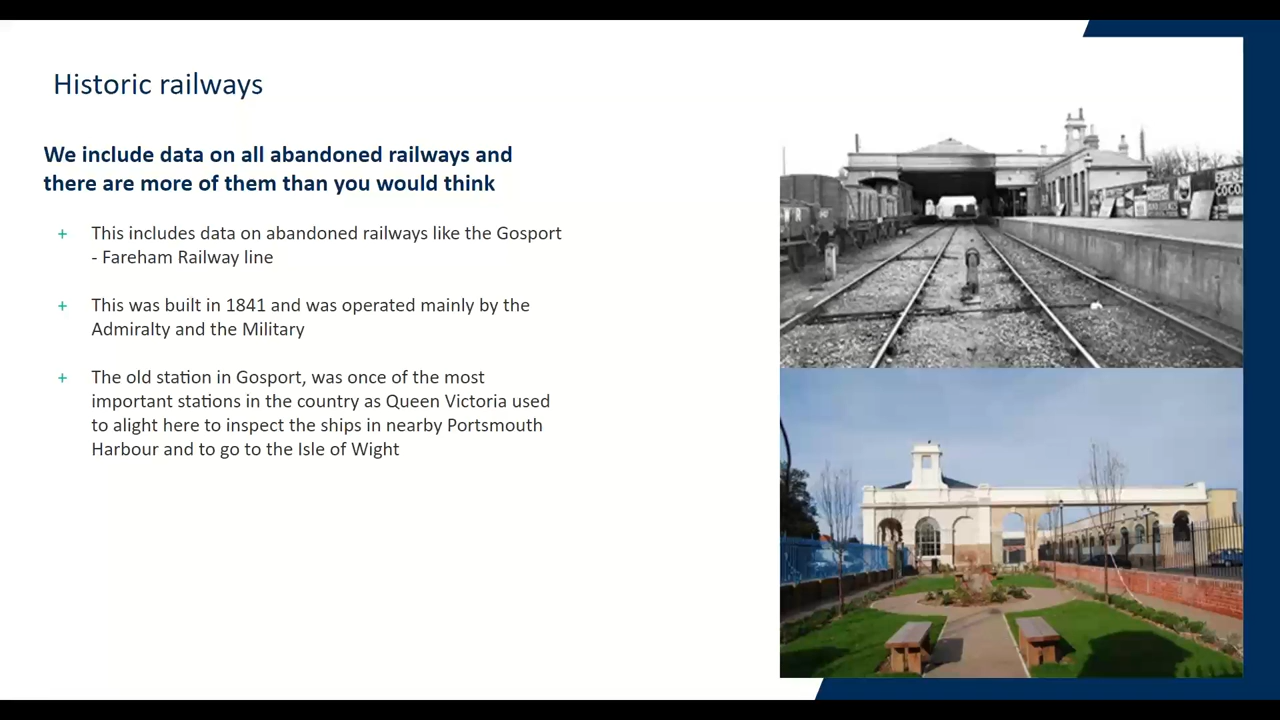 Historic railways
We include data on all abandoned railways and
there are more of them than you would think
+ This includes data on abandoned railways like the Gosport
- Fareham Railway line
+ This was built in 1841 and was operated mainly by the
Admiralty and the Military
+ The old station in Gosport, was once of the most
important stations in the country as Queen Victoria used
to alight here to inspect the ships in nearby Portsmouth
Harbour and to go to the Isle of Wight
COCOA